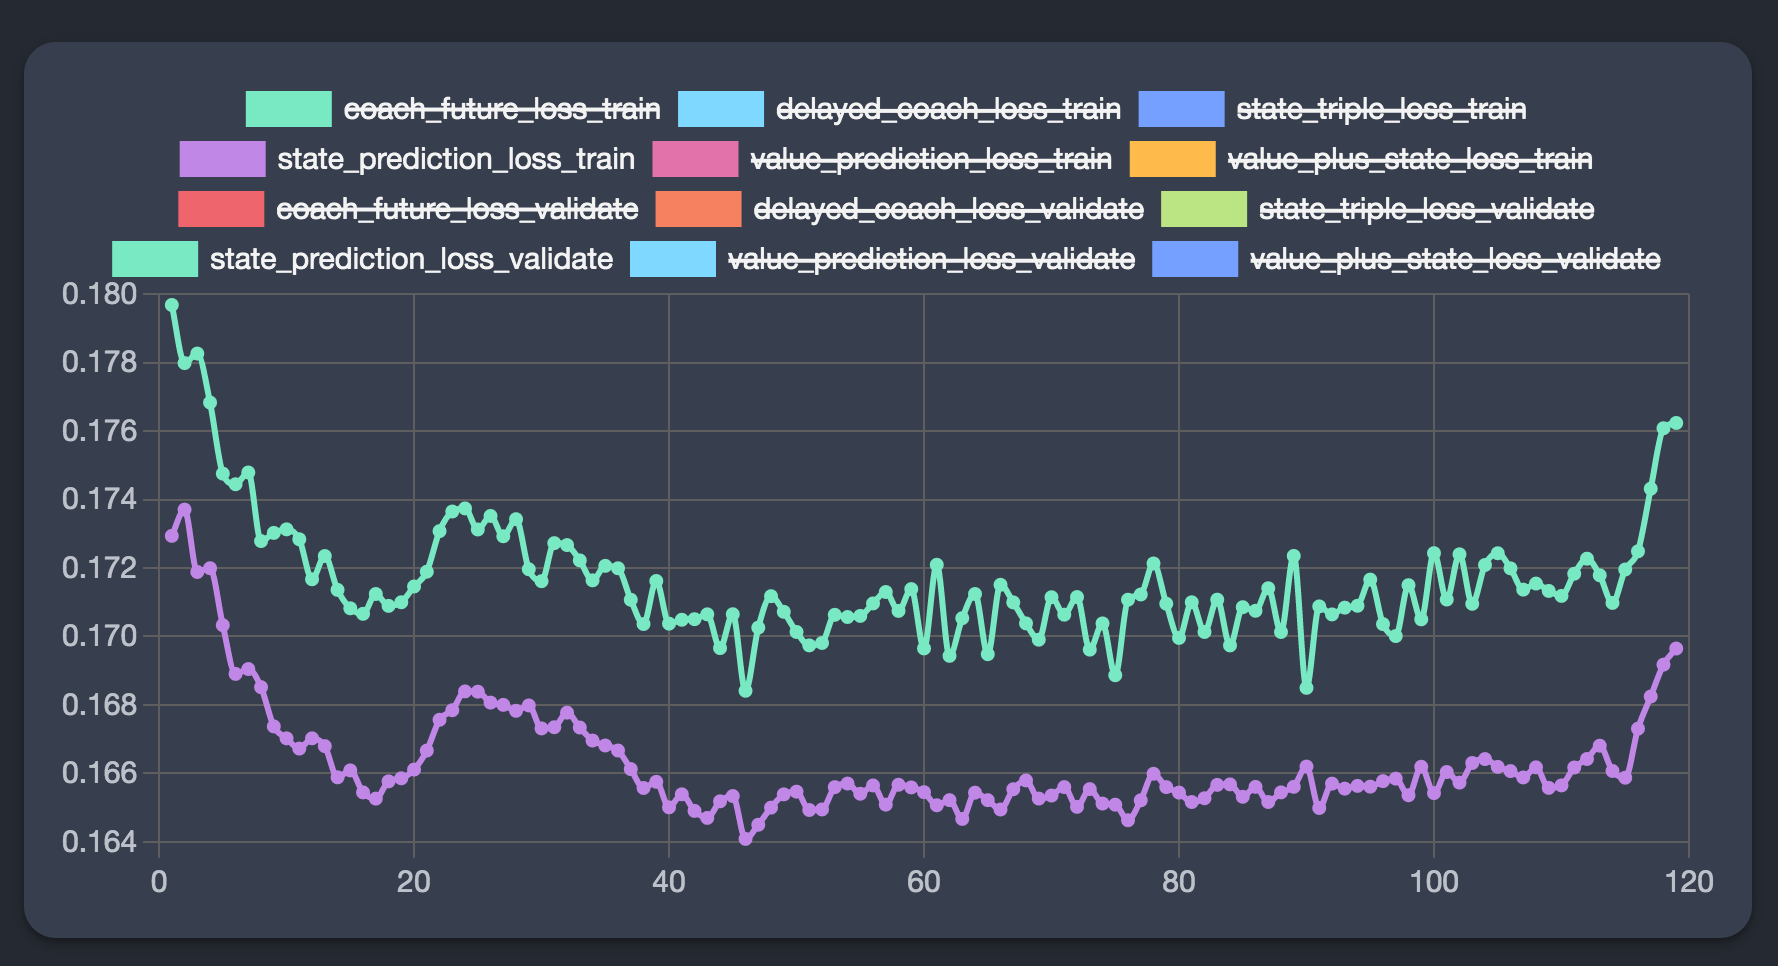 coach_future_loss_train delayed_coach_loss_train state_triple_loss_train
state_prediction_loss_train value_prediction_loss_train value_plus_state_loss_train
coach_future_loss_validate delayed_coach_loss_validate state_triple_loss_validate
state_prediction_loss_validate value_prediction_loss_validate value_plus_state_loss_validate
0.180
0.178
0.176
0.174
0.172
0.170
0.168
0.166
0.164
0 20 40 60 80 100 120